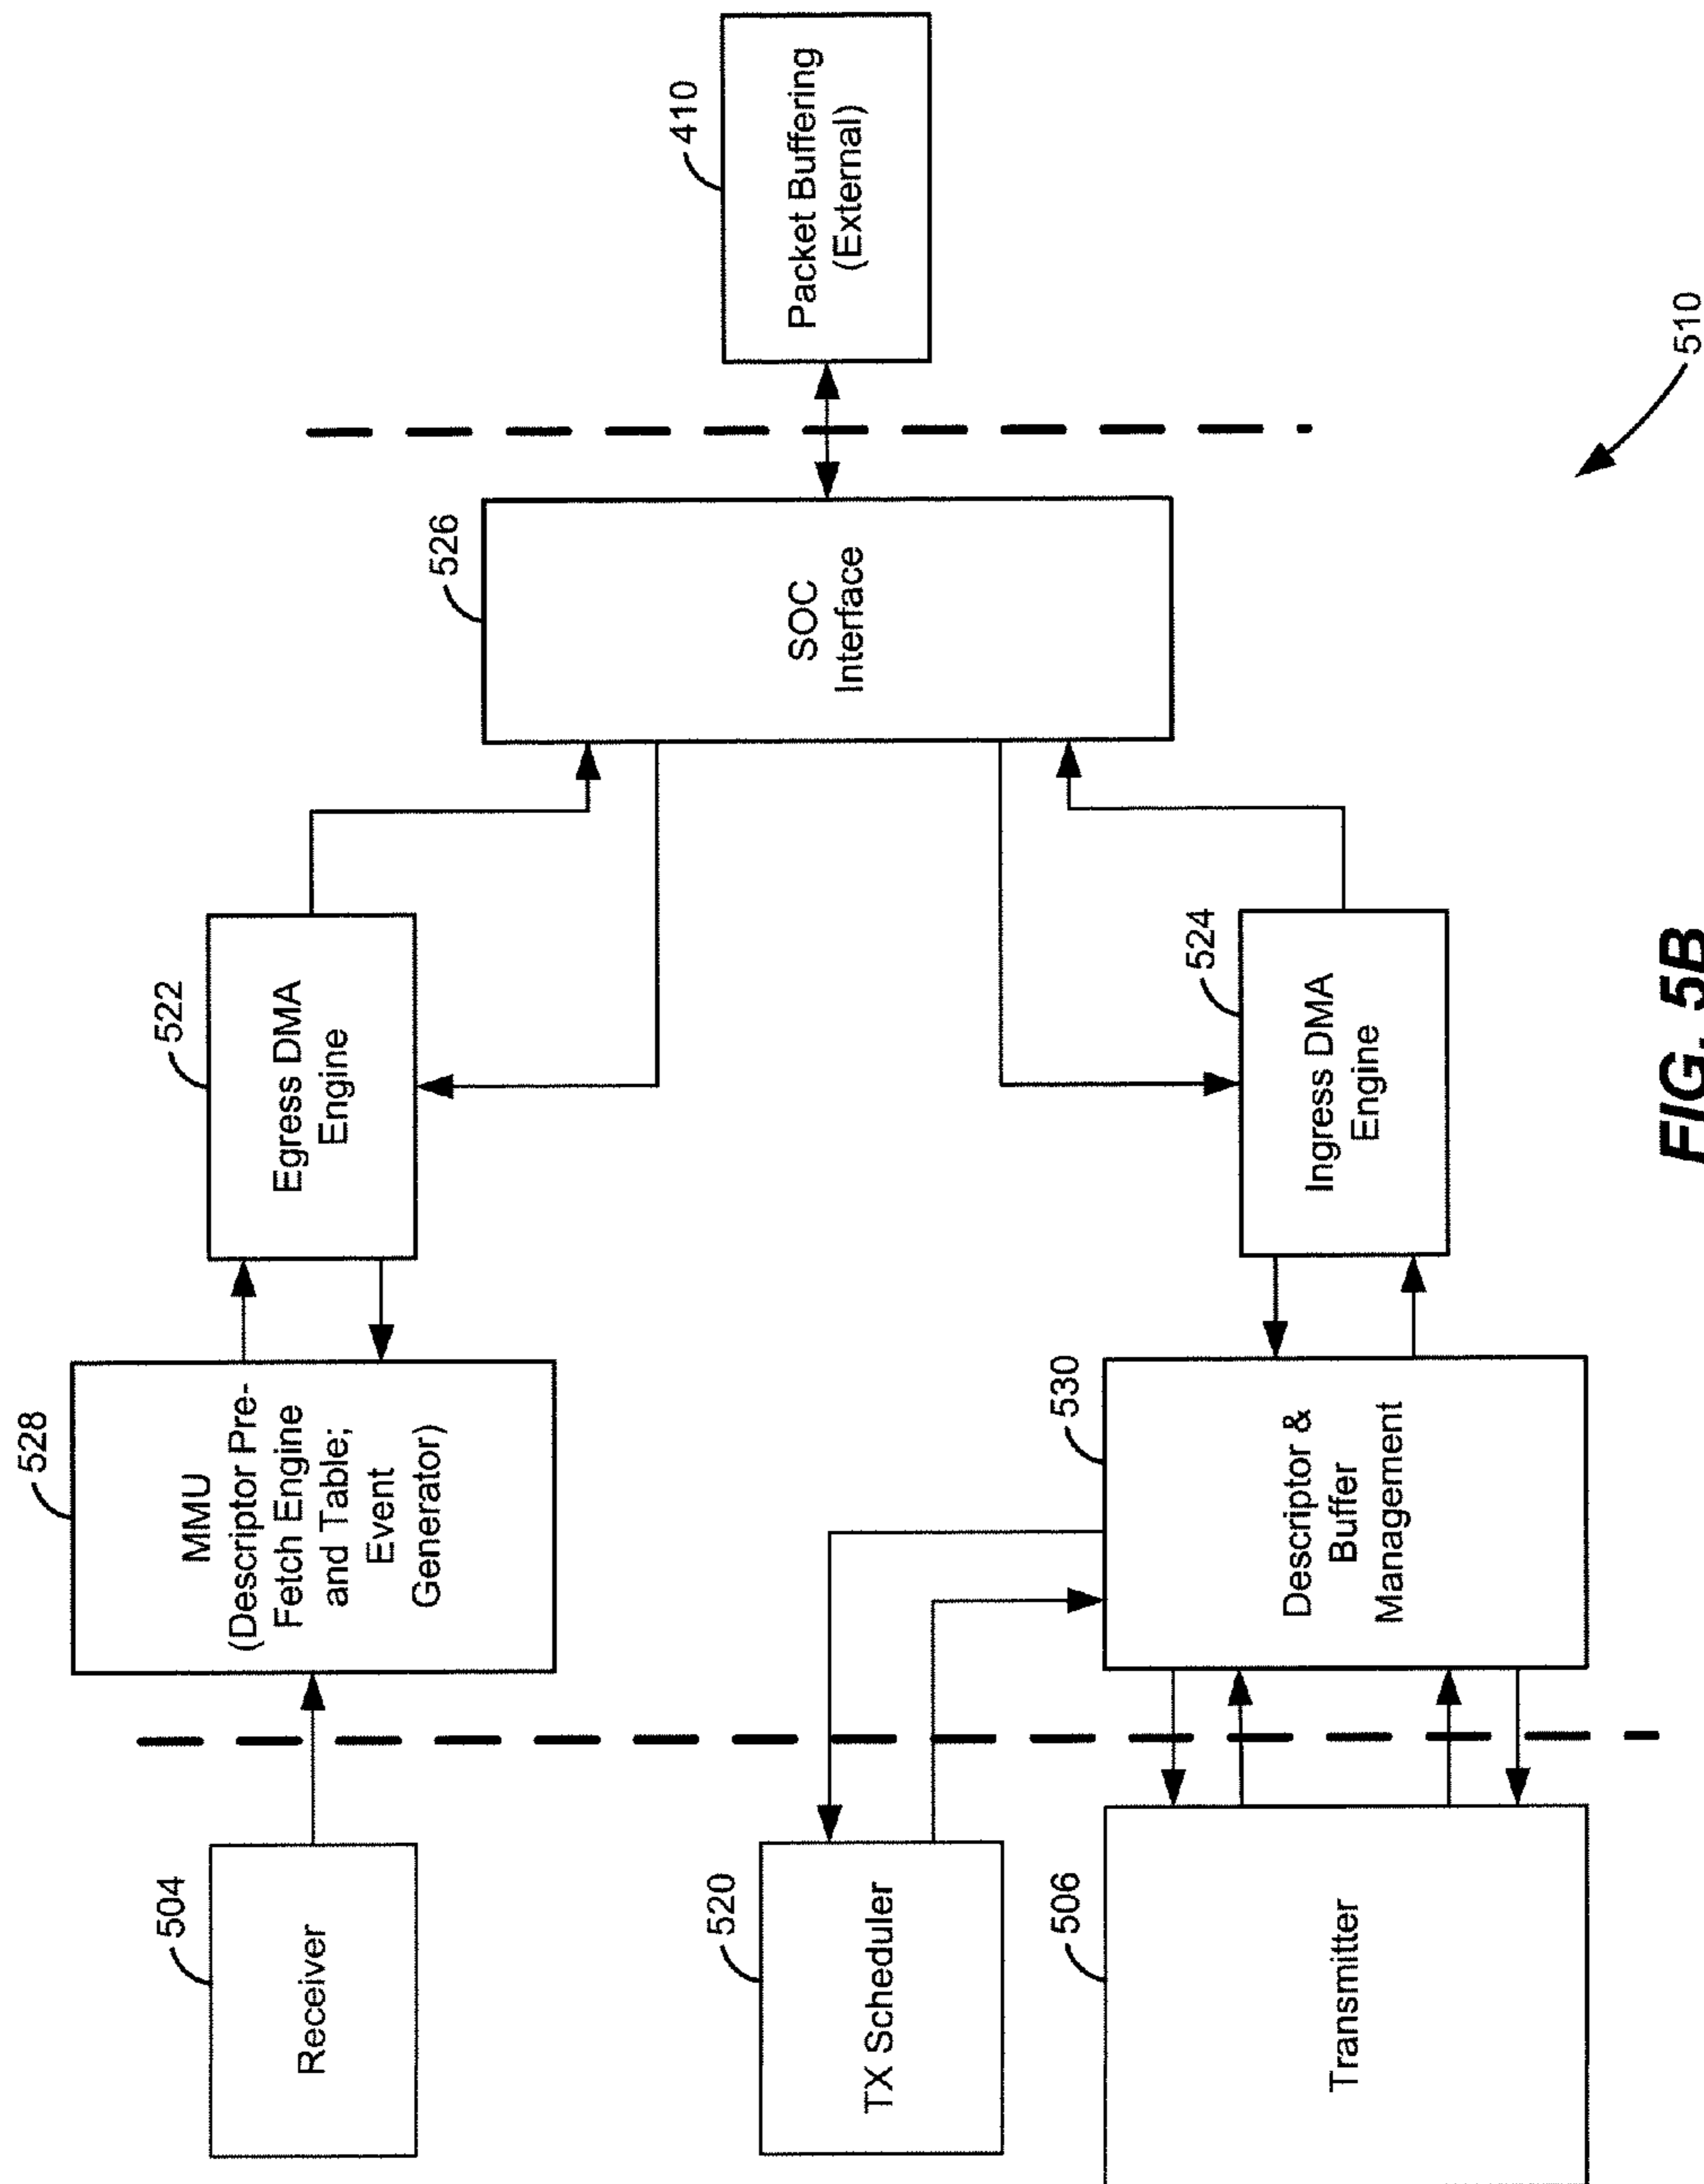 504
Receiver
528
MMU
(Descriptor Pre-
Fetch Engine
and Table;
Event
Generator)
522
Egress DMA
Engine
520
TX Scheduler
526
SOC
Interface
410
Packet Buffering
(External)
506
Transmitter
530
Descriptor &
Buffer
Management
524
Ingress DMA
Engine
510
FIG. 5B